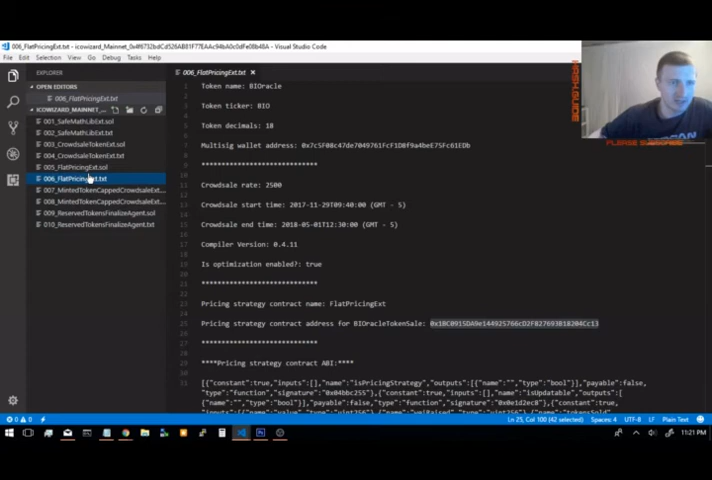 006_FlatPricingExt.txt - icowizard_Mainnet_0x4f8732bdCd526AB81F77EAAc94bA0c0dFe08b48A - Visual Studio Code
File Edit Selection View Go Debug Tasks Help
EXPLORER
OPEN EDITORS
006_FlatPricingExt.txt
ICOWIZARD_MAINNET_...
001_SafeMathLibExt.sol
002_SafeMathLibExt.txt
003_CrowdsaleTokenExt.sol
004_CrowdsaleTokenExt.txt
005_FlatPricingExt.sol
006_FlatPricingExt.txt
007_MintedTokenCappedCrowdsaleExt...
008_MintedTokenCappedCrowdsaleExt...
009_ReservedTokensFinalizeAgent.sol
010_ReservedTokensFinalizeAgent.txt
006_FlatPricingExt.txt
1 Token name: BIOracle
3 Token ticker: BIO
5 Token decimals: 18
7 Multisig wallet address: 0x7c5F08c47de7049761FcF1D8f9a4beE75Fc61EDb
9 *****************************
11 Crowdsale rate: 2500
13 Crowdsale start time: 2017-11-29T09:40:00 (GMT - 5)
15 Crowdsale end time: 2018-05-01T12:30:00 (GMT - 5)
17 Compiler Version: 0.4.11
19 Is optimization enabled?: true
21 *****************************
23 Pricing strategy contract name: FlatPricingExt
25 Pricing strategy contract address for BIOracleTokenSale: 0x1BC0915DA9e144925766cD2F827693B18204Cc13
27 *****************************
29 ****Pricing strategy contract ABI:****
31 [{"constant":true,"inputs":[],"name":"isPricingStrategy","outputs":[{"name":"","type":"bool"}],"payable":false,
"type":"function","signature":"0x04bbc255"},{"constant":true,"inputs":[],"name":"isUpdatable","outputs":[
{"name":"","type":"bool"}],"payable":false,"type":"function","signature":"0x0e1d2ec8"},{"constant":true,
PLEASE SUBSCRIBE
0 0 Ln 25, Col 100 (42 selected) Spaces: 4 UTF-8 LF Plain Text
11:21 PM